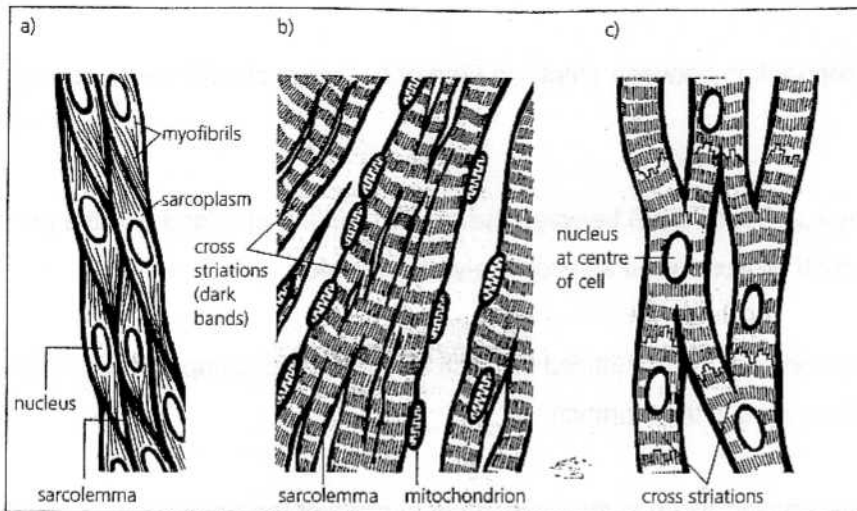 a)
b)
c)
myofibrils
sarcoplasm
cross
striations
(dark
bands)
nucleus
at centre
of cell
nucleus
sarcolemma
sarcolemma
mitochondrion
cross striations